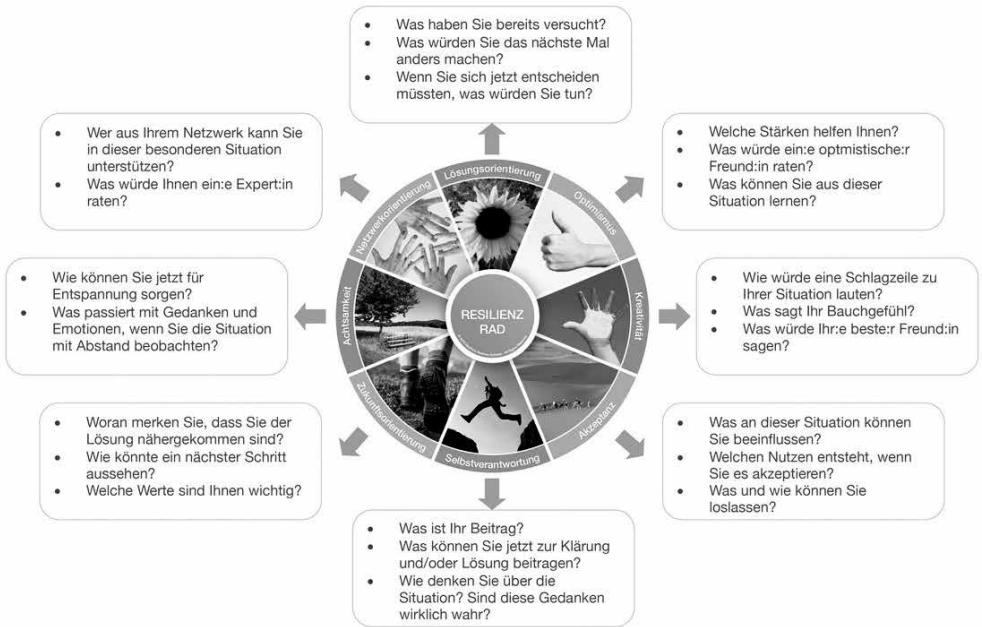 • Was haben Sie bereits versucht?
• Was würden Sie das nächste Mal
anders machen?
• Wenn Sie sich jetzt entscheiden
müssten, was würden Sie tun?
• Wer aus Ihrem Netzwerk kann Sie
in dieser besonderen Situation
unterstützen?
• Was würde Ihnen ein:e Expert:in
raten?
• Welche Stärken helfen Ihnen?
• Was würde ein:e optmistische:r
Freund:in raten?
• Was können Sie aus dieser
Situation lernen?
Lösungsorientierung
Netzwerkorientierung
Optimismus
• Wie können Sie jetzt für
Entspannung sorgen?
• Was passiert mit Gedanken und
Emotionen, wenn Sie die Situation
mit Abstand beobachten?
Achtsamkeit
RESILIENZ
RAD
Kreativität
• Wie würde eine Schlagzeile zu
Ihrer Situation lauten?
• Was sagt Ihr Bauchgefühl?
• Was würde Ihr:e beste:r Freund:in
sagen?
Zukunftsorientierung
Selbstverantwortung
Akzeptanz
• Woran merken Sie, dass Sie der
Lösung nähergekommen sind?
• Wie könnte ein nächster Schritt
aussehen?
• Welche Werte sind Ihnen wichtig?
• Was an dieser Situation können
Sie beeinflussen?
• Welchen Nutzen entsteht, wenn
Sie es akzeptieren?
• Was und wie können Sie
loslassen?
• Was ist Ihr Beitrag?
• Was können Sie jetzt zur Klärung
und/oder Lösung beitragen?
• Wie denken Sie über die
Situation? Sind diese Gedanken
wirklich wahr?